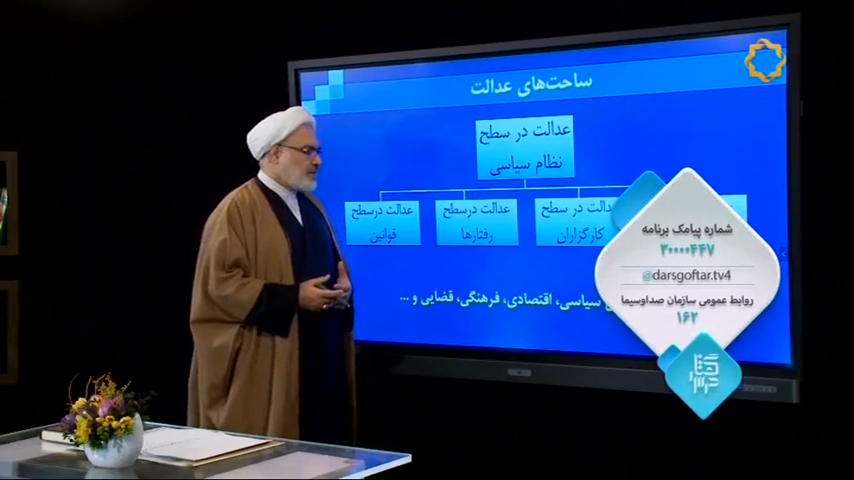 ساحت‌های عدالت
عدالت در سطح
نظام سیاسی
عدالت در سطح
کارگزاران
عدالت درسطح
رفتارها
عدالت درسطح
قوانین
سیاسی، اقتصادی، فرهنگی، قضایی و ...
شماره پیامک برنامه
۳۰۰۰۰۴۴۷
@darsgoftar.tv4
روابط عمومی سازمان صداوسیما
۱۶۲